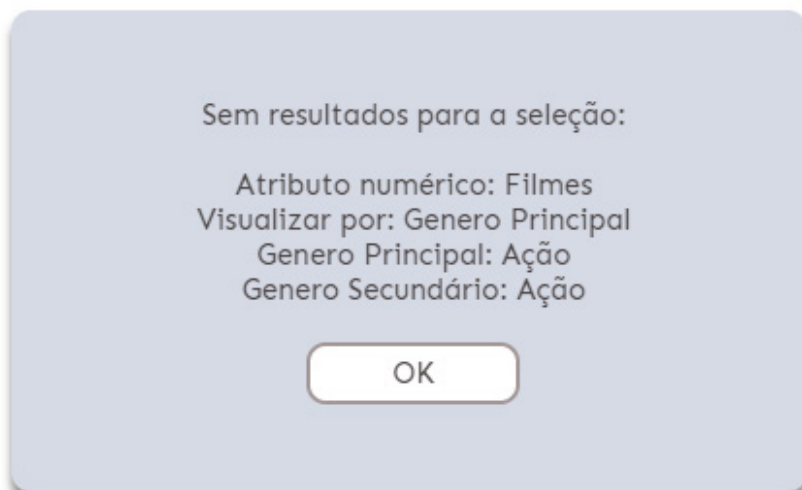 Sem resultados para a seleção:
Atributo numérico: Filmes
Visualizar por: Genero Principal
Genero Principal: Ação
Genero Secundário: Ação
OK